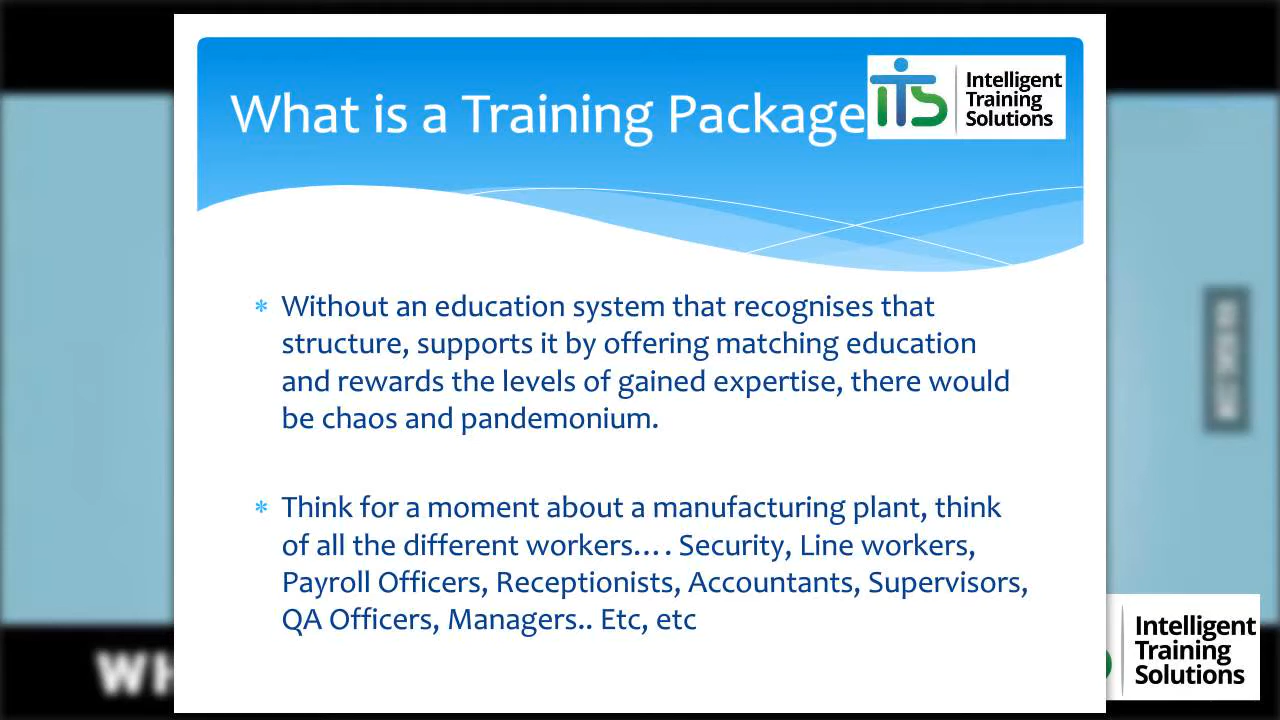 What is a Training Package
iTS
Intelligent
Training
Solutions
Without an education system that recognises that
structure, supports it by offering matching education
and rewards the levels of gained expertise, there would
be chaos and pandemonium.
Think for a moment about a manufacturing plant, think
of all the different workers…. Security, Line workers,
Payroll Officers, Receptionists, Accountants, Supervisors,
QA Officers, Managers.. Etc, etc
Intelligent
Training
Solutions
WH